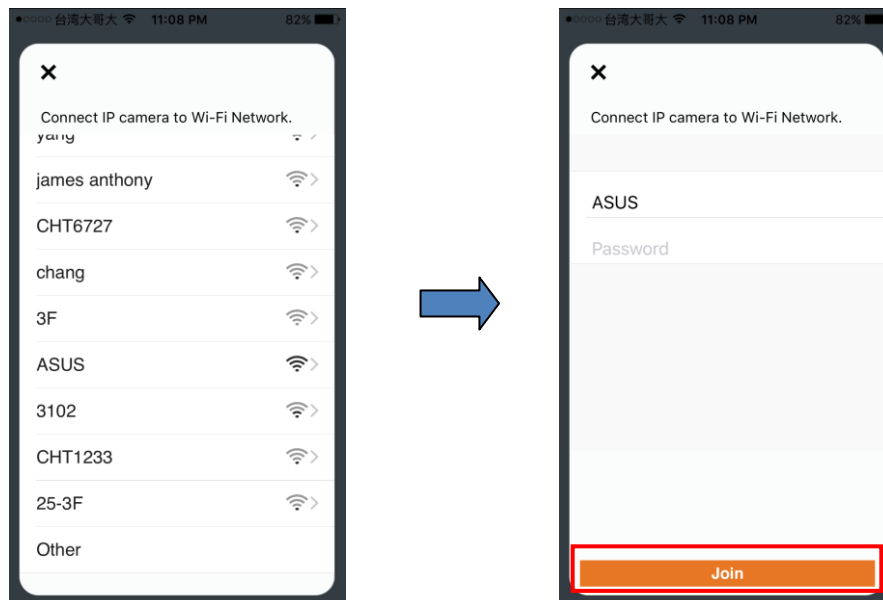 台湾大哥大 11:08 PM 82%
Connect IP camera to Wi-Fi Network.
yang
james anthony
CHT6727
chang
3F
ASUS
3102
CHT1233
25-3F
Other
台湾大哥大 11:08 PM 82%
Connect IP camera to Wi-Fi Network.
ASUS
Password
Join